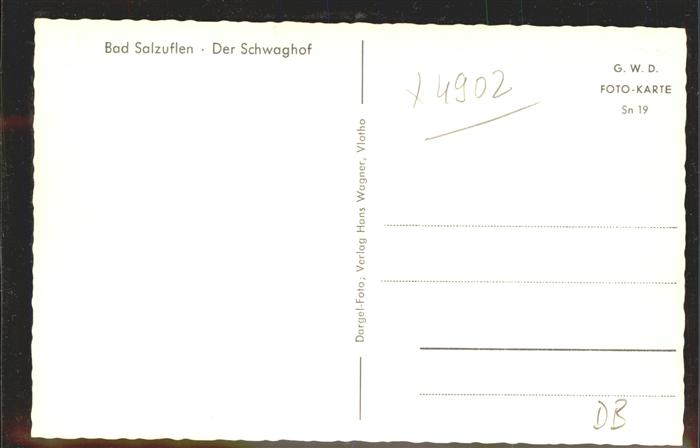 Bad Salzuflen · Der Schwaghof
x 4902
G. W. D.
FOTO-KARTE
Sn 19
Dargel-Foto; Verlag Hans Wagner, Vlotho
DB